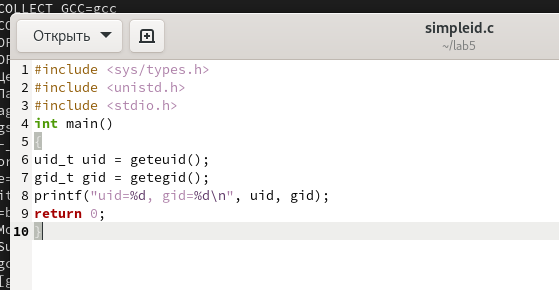 COLLECT_GCC=gcc
Открыть
simpleid.c
~/lab5
1 #include <sys/types.h>
2 #include <unistd.h>
3 #include <stdio.h>
4 int main()
5 {
6 uid_t uid = geteuid();
7 gid_t gid = getegid();
8 printf("uid=%d, gid=%d\n", uid, gid);
9 return 0;
10 }